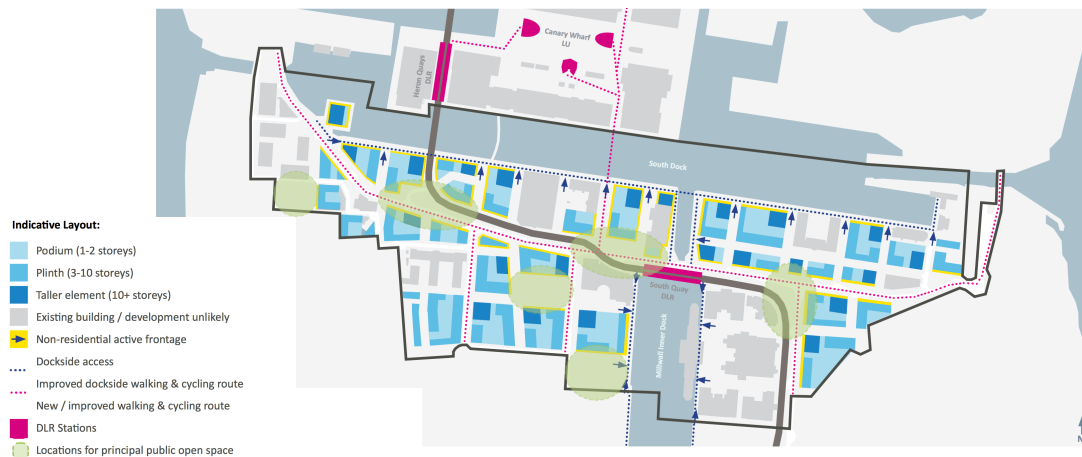 Canary Wharf
LU
Heron Quays
DLR
South Dock
South Quay
DLR
Millwall Inner Dock
Indicative Layout:
Podium (1-2 storeys)
Plinth (3-10 storeys)
Taller element (10+ storeys)
Existing building / development unlikely
Non-residential active frontage
Dockside access
Improved dockside walking & cycling route
New / improved walking & cycling route
DLR Stations
Locations for principal public open space
N